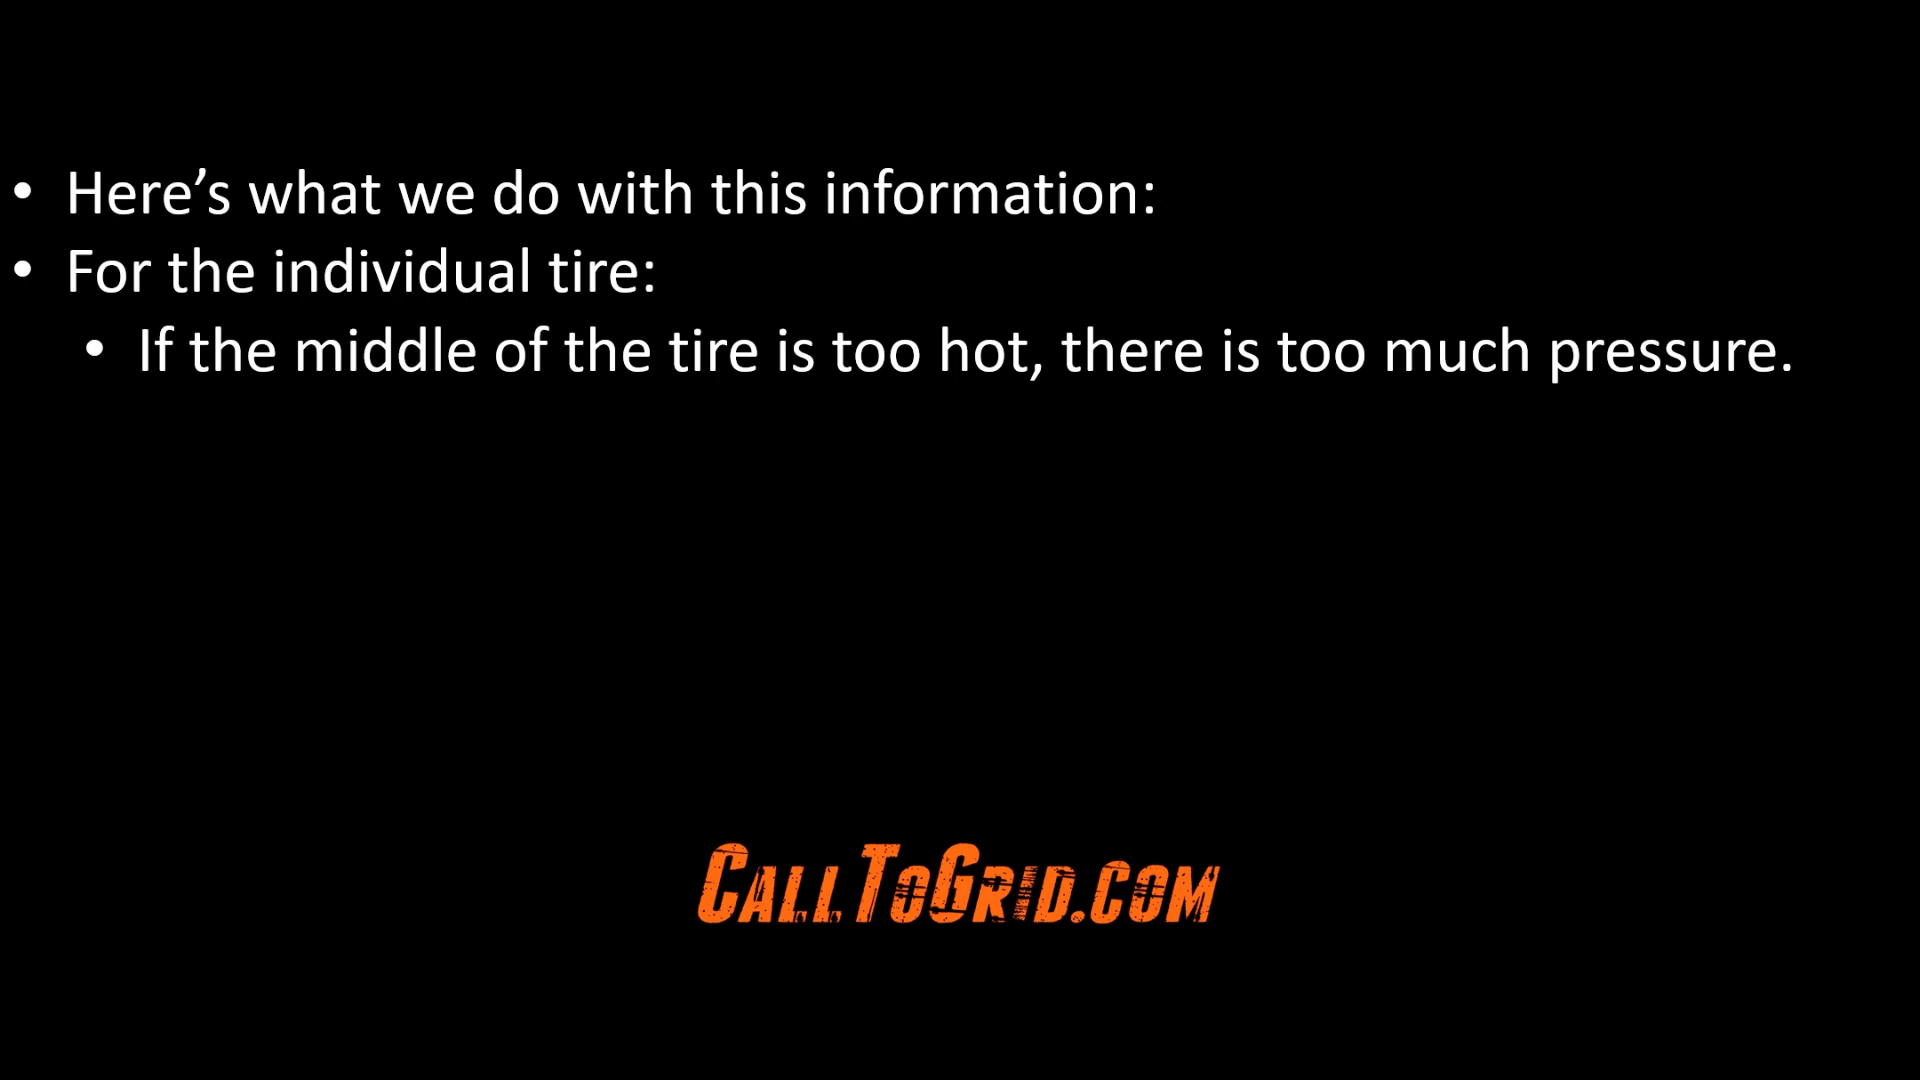 • Here’s what we do with this information:
• For the individual tire:
• If the middle of the tire is too hot, there is too much pressure.
CallToGrid.com